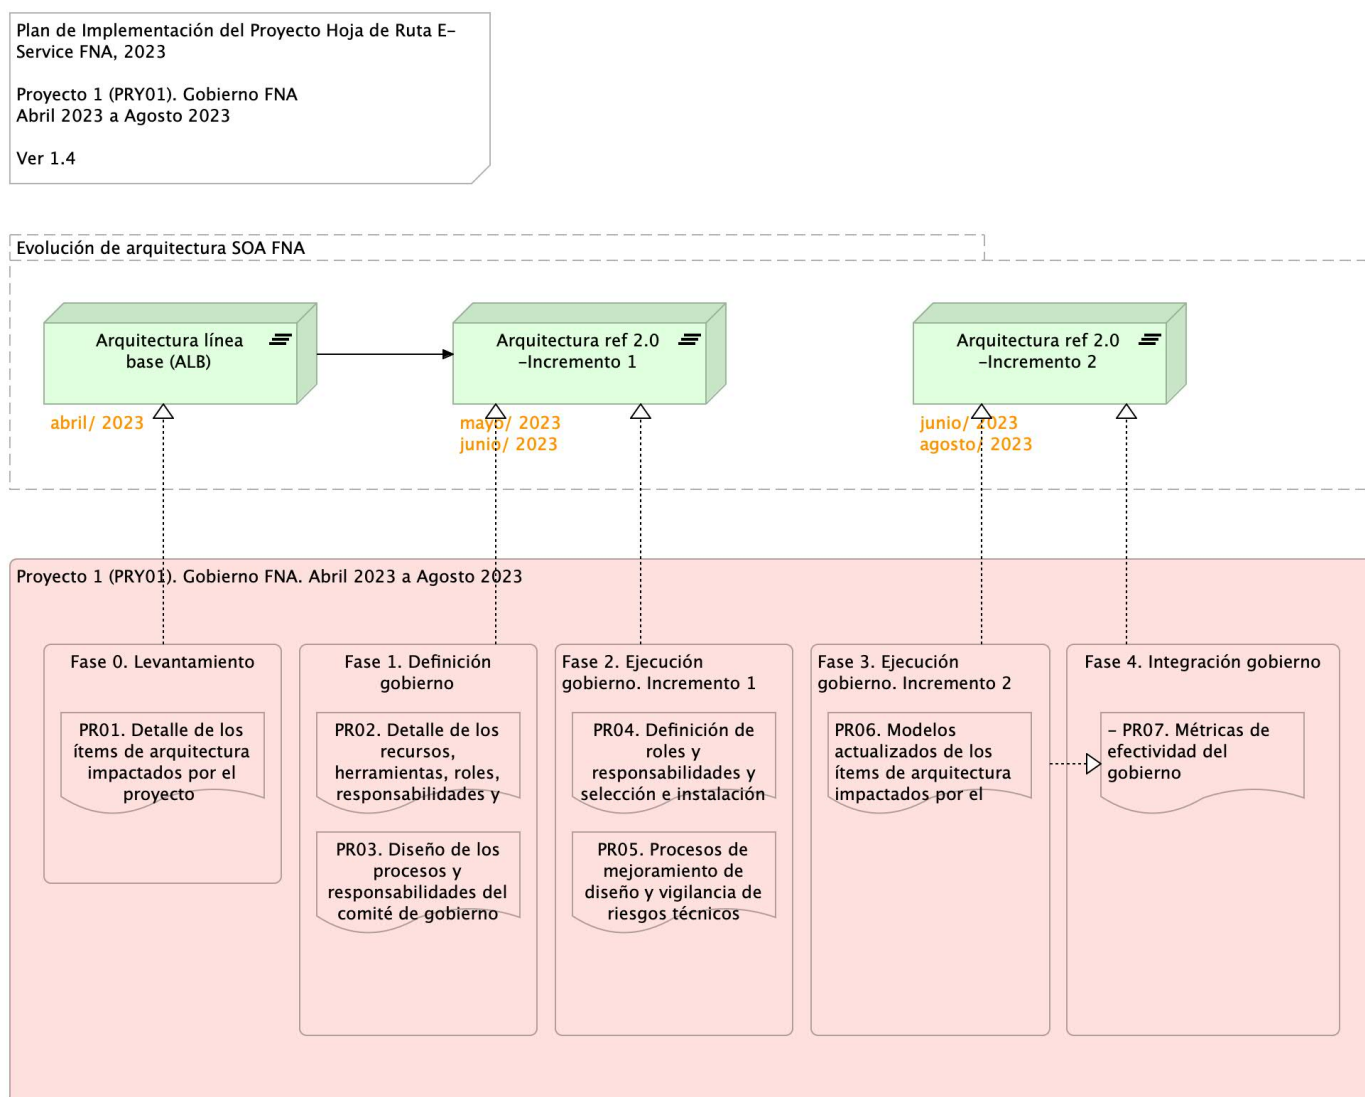 Plan de Implementación del Proyecto Hoja de Ruta E-
Service FNA, 2023
Proyecto 1 (PRY01). Gobierno FNA
Abril 2023 a Agosto 2023
Ver 1.4
Evolución de arquitectura SOA FNA
Arquitectura línea
base (ALB)
abril/ 2023
Arquitectura ref 2.0
-Incremento 1
mayo/ 2023
junio/ 2023
Arquitectura ref 2.0
-Incremento 2
junio/ 2023
agosto/ 2023
Proyecto 1 (PRY01). Gobierno FNA. Abril 2023 a Agosto 2023
Fase 0. Levantamiento
PR01. Detalle de los
ítems de arquitectura
impactados por el
proyecto
Fase 1. Definición
gobierno
PR02. Detalle de los
recursos,
herramientas, roles,
responsabilidades y
PR03. Diseño de los
procesos y
responsabilidades del
comité de gobierno
Fase 2. Ejecución
gobierno. Incremento 1
PR04. Definición de
roles y
responsabilidades y
selección e instalación
PR05. Procesos de
mejoramiento de
diseño y vigilancia de
riesgos técnicos
Fase 3. Ejecución
gobierno. Incremento 2
PR06. Modelos
actualizados de los
ítems de arquitectura
impactados por el
Fase 4. Integración gobierno
- PR07. Métricas de
efectividad del
gobierno